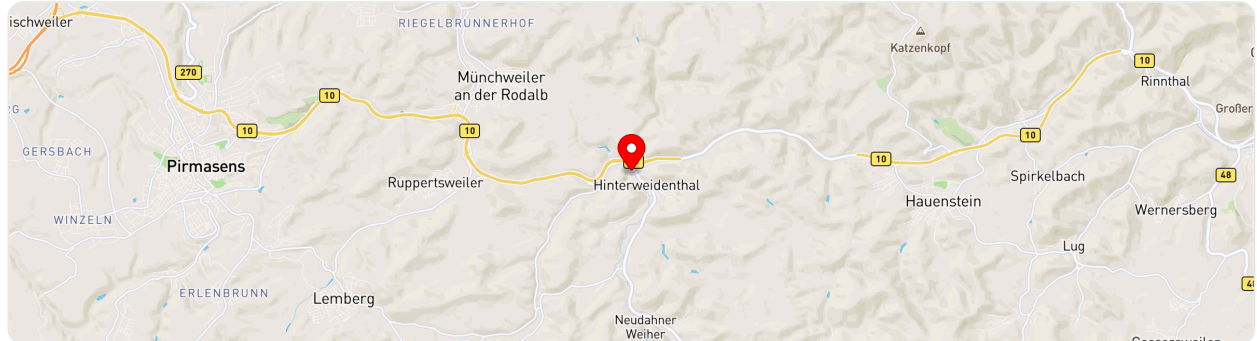 ischweiler
RIEGELBRUNNERHOF
Katzenkopf
10
270
Rinnthal
Münchweiler
an der Rodalb
10
Großer
10
10
10
GERSBACH
Pirmasens
10
Ruppertsweiler
Hinterweidenthal
Spirkelbach
48
Hauenstein
Wernersberg
WINZELN
Lug
ERLENBRUNN
Lemberg
Neudahner
Weiher